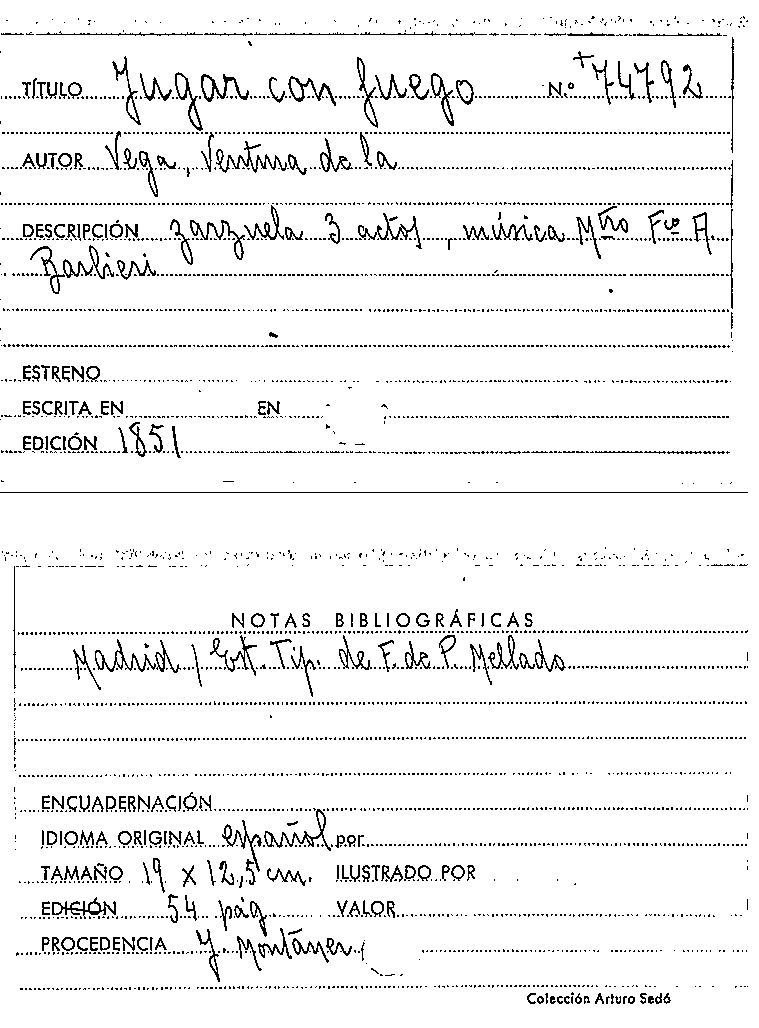 TÍTULO Jugar con fuego N.º +74792
AUTOR Vega, Ventura de la
DESCRIPCIÓN zarzuela 3 actos, música Mtro Fco A.
Barbieri
ESTRENO
ESCRITA EN EN
EDICIÓN 1851
NOTAS BIBLIOGRÁFICAS
Madrid / Est. Tip. de F. de P. Mellado
ENCUADERNACIÓN
IDIOMA ORIGINAL español por
TAMAÑO 19 x 12,5 cm. ILUSTRADO POR
EDICIÓN 54 pág. VALOR
PROCEDENCIA J. Montaner
Colección Arturo Sedó